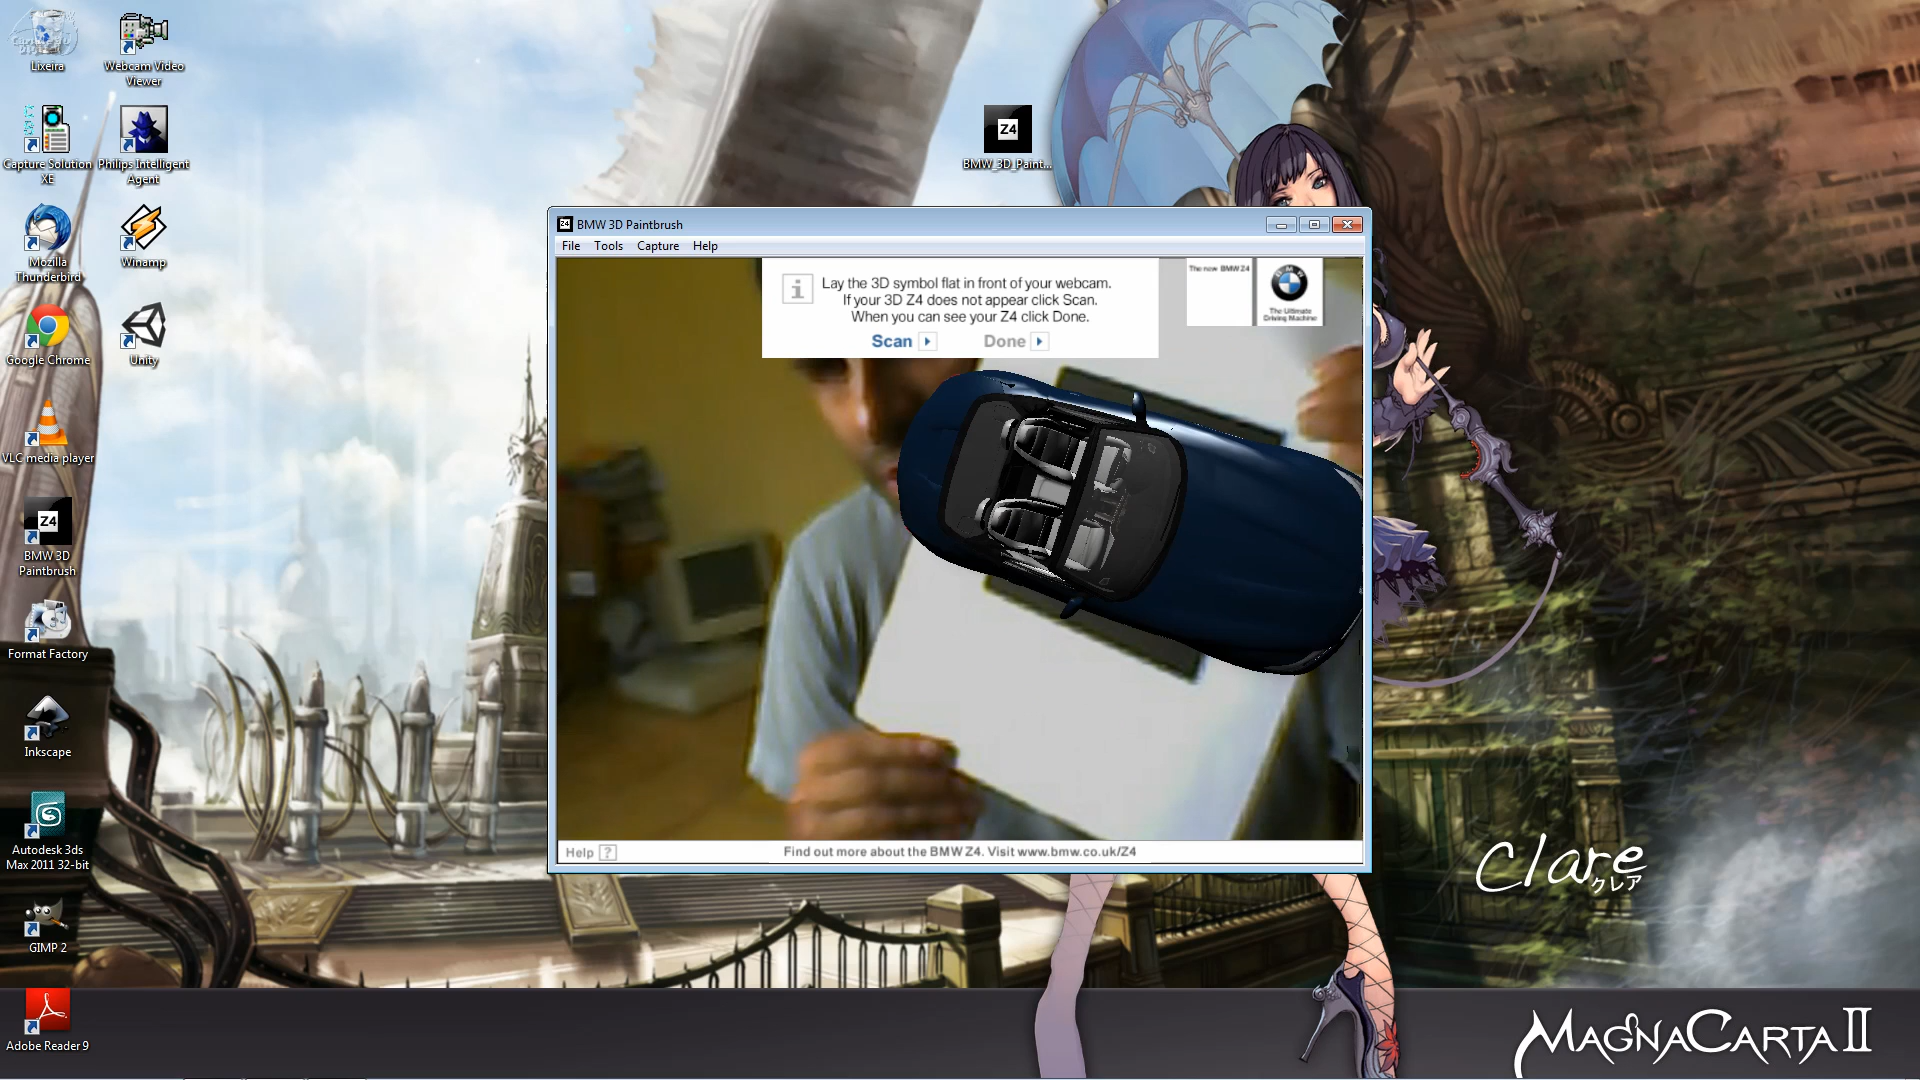 Lixeira
Webcam Video
Viewer
Capture Solution
XE
Philips Intelligent
Agent
Mozilla
Thunderbird
Winamp
Google Chrome
Unity
VLC media player
Z4
BMW 3D
Paintbrush
Format Factory
Inkscape
Autodesk 3ds
Max 2011 32-bit
GIMP 2
Adobe Reader 9
Z4
BMW_3D_Paint...
Z4 BMW 3D Paintbrush
File Tools Capture Help
Lay the 3D symbol flat in front of your webcam.
If your 3D Z4 does not appear click Scan.
When you can see your Z4 click Done.
Scan Done
The new BMW Z4
BMW
The Ultimate
Driving Machine
Help ?
Find out more about the BMW Z4. Visit www.bmw.co.uk/Z4
Clare
クレア
MAGNACARTA II